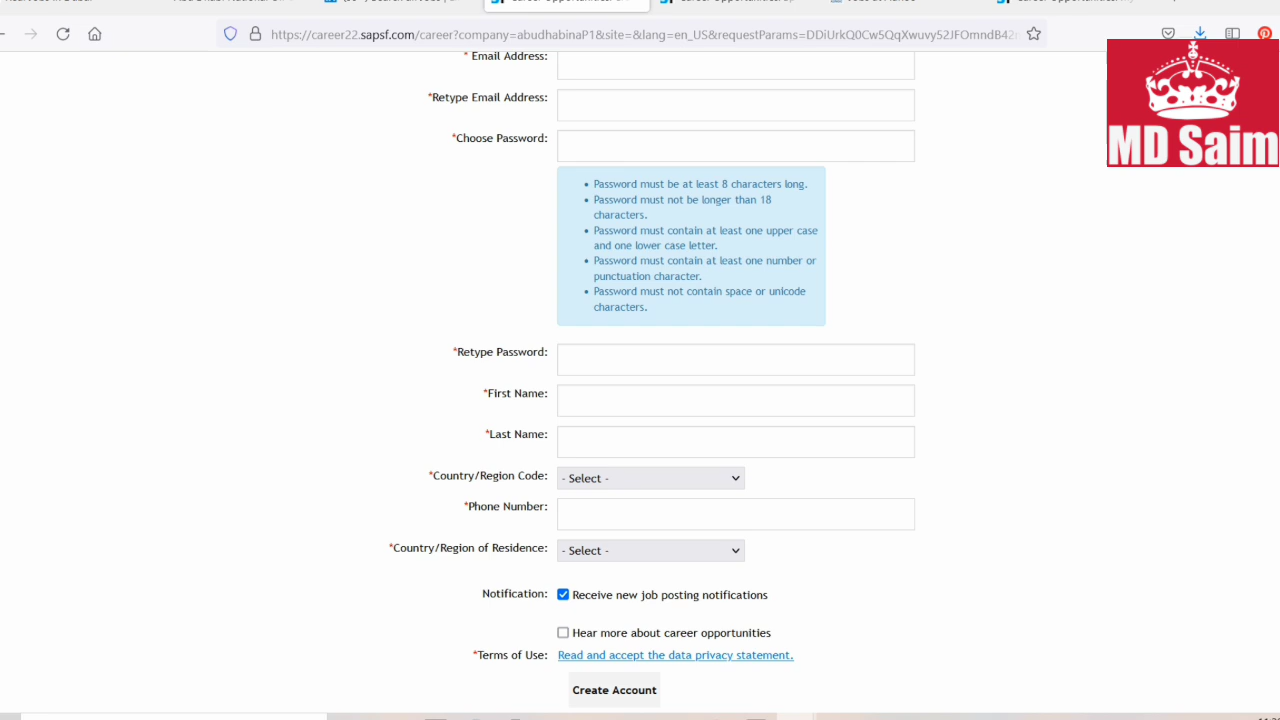 https://career22.sapsf.com/career?company=abudhabinaP1&site=&lang=en_US&requestParams=DDiUrkQ0Cw5QqXwuvy52JFOmndB42
MD Saim
* Email Address:
*Retype Email Address:
*Choose Password:
• Password must be at least 8 characters long.
• Password must not be longer than 18
characters.
• Password must contain at least one upper case
and one lower case letter.
• Password must contain at least one number or
punctuation character.
• Password must not contain space or unicode
characters.
*Retype Password:
*First Name:
*Last Name:
*Country/Region Code: - Select -
*Phone Number:
*Country/Region of Residence: - Select -
Notification: Receive new job posting notifications
Hear more about career opportunities
*Terms of Use: Read and accept the data privacy statement.
Create Account